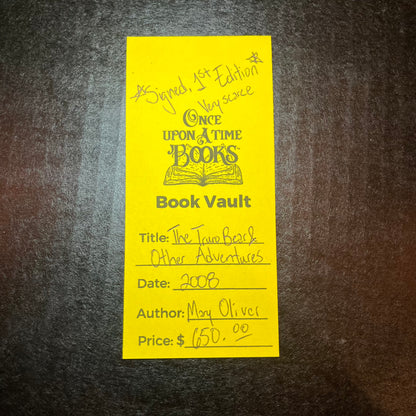 ☆Signed, 1st Edition☆
Very scarce
ONCE
UPON A TIME
BOOKS™
Book Vault
Title: The Truro Bear &
Other Adventures
Date: 2008
Author: Mary Oliver
Price: $ 650.00